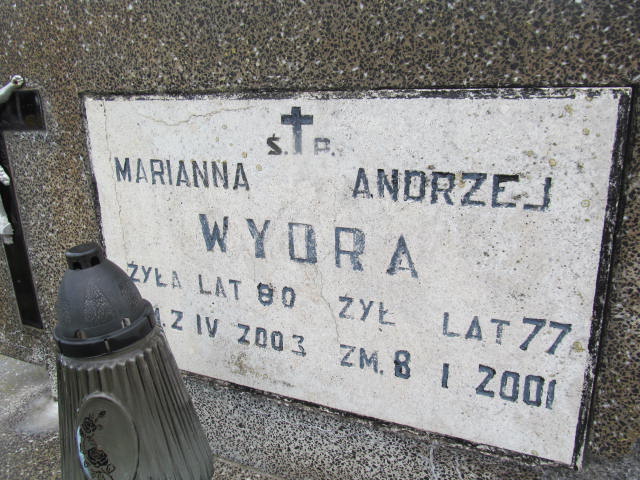 Ś. P.
MARIANNA ANDRZEJ
WYDRA
ŻYŁA LAT 80 ŻYŁ LAT 77
2 IV 2003 ZM. 8 I 2001